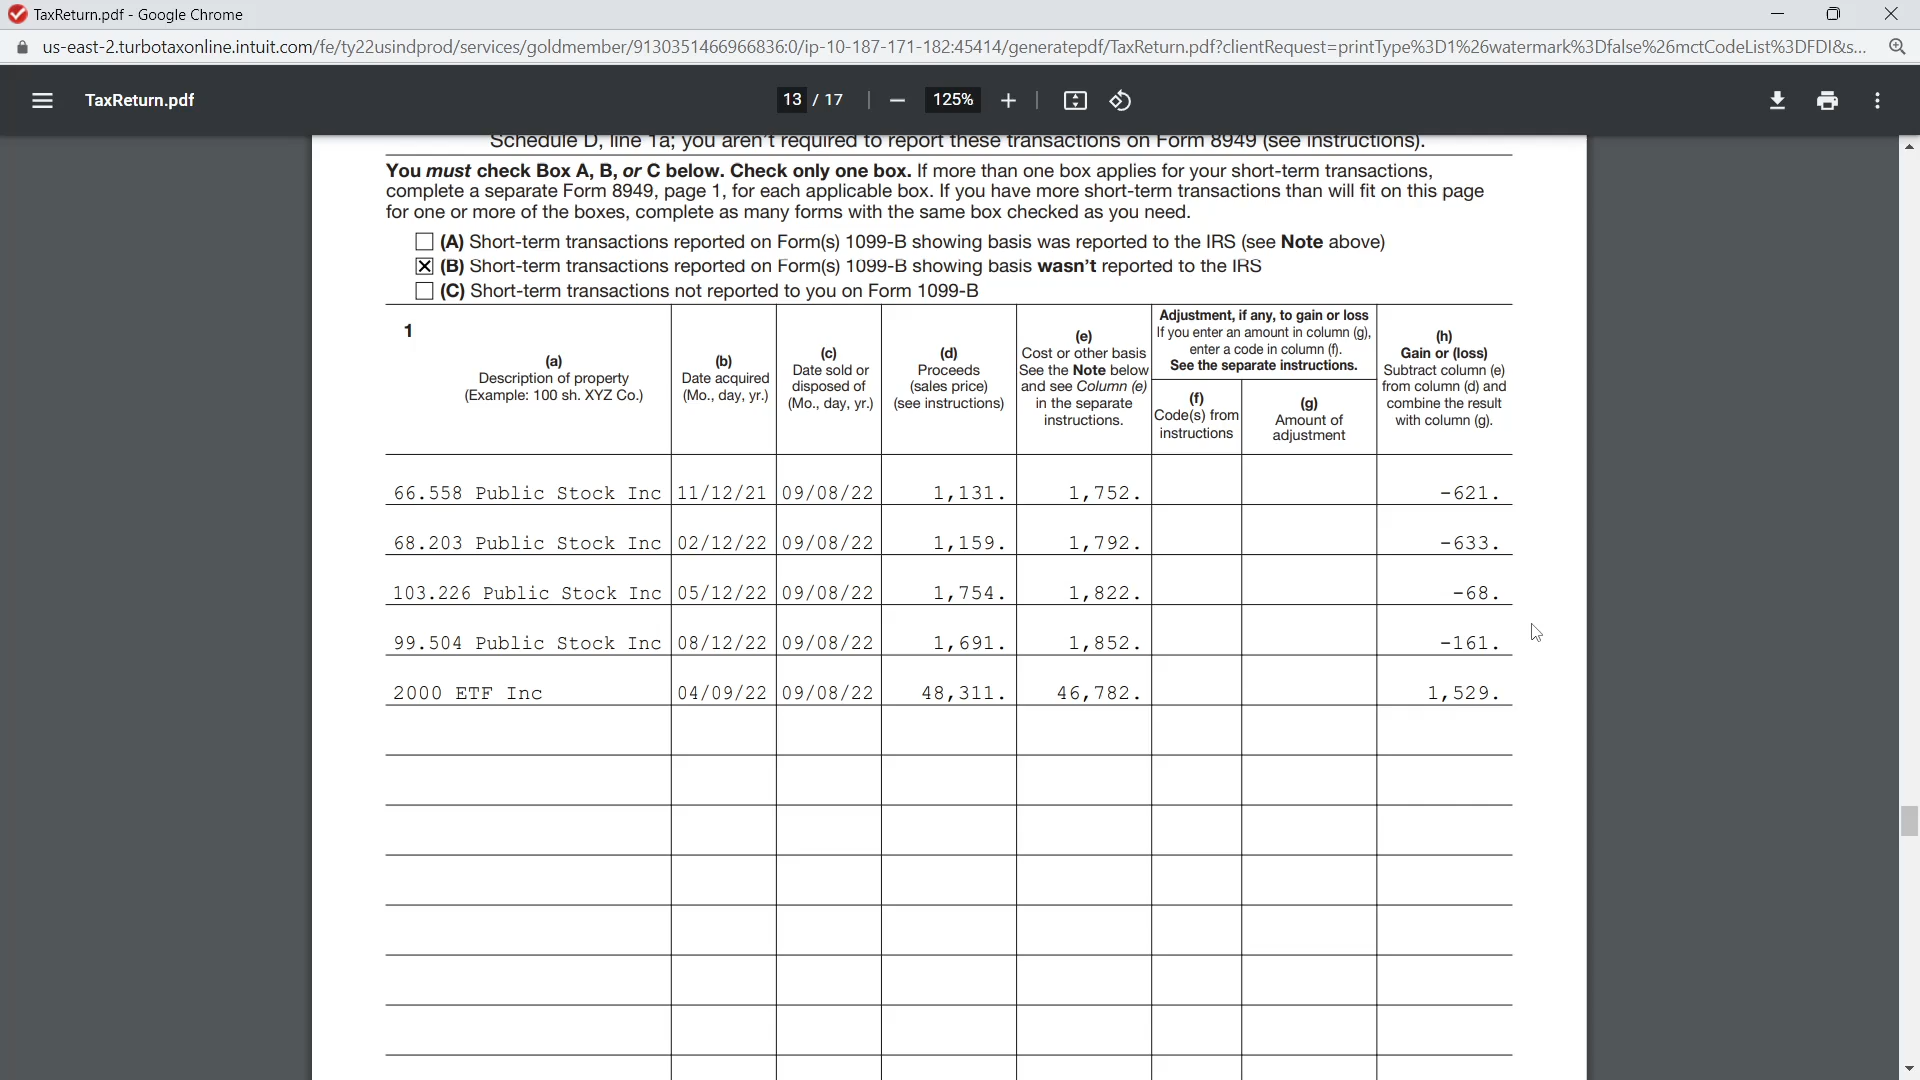 TaxReturn.pdf - Google Chrome
us-east-2.turbotaxonline.intuit.com/fe/ty22usindprod/services/goldmember/9130351466966836:0/ip-10-187-171-182:45414/generatepdf/TaxReturn.pdf?clientRequest=printType%3D1%26watermark%3Dfalse%26mctCodeList%3DFDI&s...
TaxReturn.pdf 13 / 17 125%
Schedule D, line 1a; you aren't required to report these transactions on Form 8949 (see instructions).
You must check Box A, B, or C below. Check only one box. If more than one box applies for your short-term transactions,
complete a separate Form 8949, page 1, for each applicable box. If you have more short-term transactions than will fit on this page
for one or more of the boxes, complete as many forms with the same box checked as you need.
(A) Short-term transactions reported on Form(s) 1099-B showing basis was reported to the IRS (see Note above)
X (B) Short-term transactions reported on Form(s) 1099-B showing basis wasn't reported to the IRS
(C) Short-term transactions not reported to you on Form 1099-B
1
(a)
Description of property
(Example: 100 sh. XYZ Co.)
(b)
Date acquired
(Mo., day, yr.)
(c)
Date sold or
disposed of
(Mo., day, yr.)
(d)
Proceeds
(sales price)
(see instructions)
(e)
Cost or other basis
See the Note below
and see Column (e)
in the separate
instructions.
Adjustment, if any, to gain or loss
If you enter an amount in column (g),
enter a code in column (f).
See the separate instructions.
(f)
Code(s) from
instructions
(g)
Amount of
adjustment
(h)
Gain or (loss)
Subtract column (e)
from column (d) and
combine the result
with column (g).
66.558 Public Stock Inc 11/12/21 09/08/22 1,131. 1,752. -621.
68.203 Public Stock Inc 02/12/22 09/08/22 1,159. 1,792. -633.
103.226 Public Stock Inc 05/12/22 09/08/22 1,754. 1,822. -68.
99.504 Public Stock Inc 08/12/22 09/08/22 1,691. 1,852. -161.
2000 ETF Inc 04/09/22 09/08/22 48,311. 46,782. 1,529.